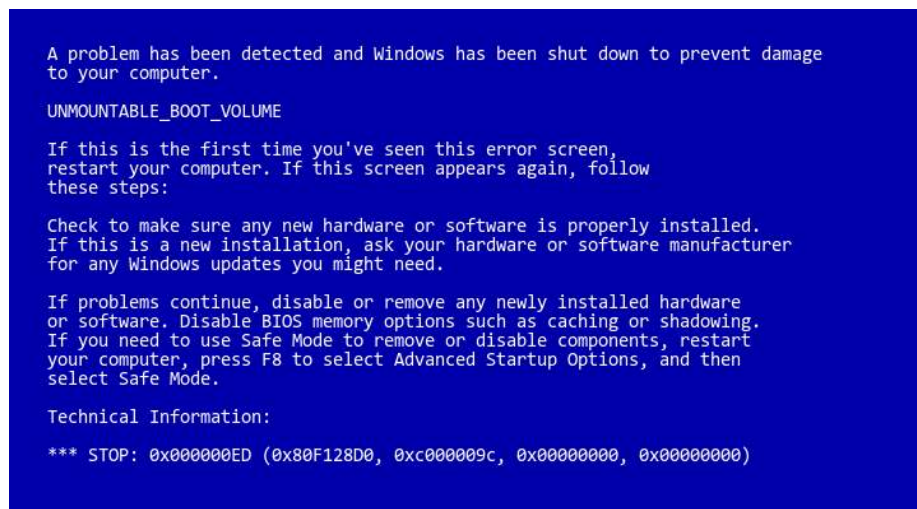 A problem has been detected and Windows has been shut down to prevent damage
to your computer.
UNMOUNTABLE_BOOT_VOLUME
If this is the first time you've seen this error screen,
restart your computer. If this screen appears again, follow
these steps:
Check to make sure any new hardware or software is properly installed.
If this is a new installation, ask your hardware or software manufacturer
for any Windows updates you might need.
If problems continue, disable or remove any newly installed hardware
or software. Disable BIOS memory options such as caching or shadowing.
If you need to use Safe Mode to remove or disable components, restart
your computer, press F8 to select Advanced Startup Options, and then
select Safe Mode.
Technical Information:
*** STOP: 0x000000ED (0x80F128D0, 0xc000009c, 0x00000000, 0x00000000)